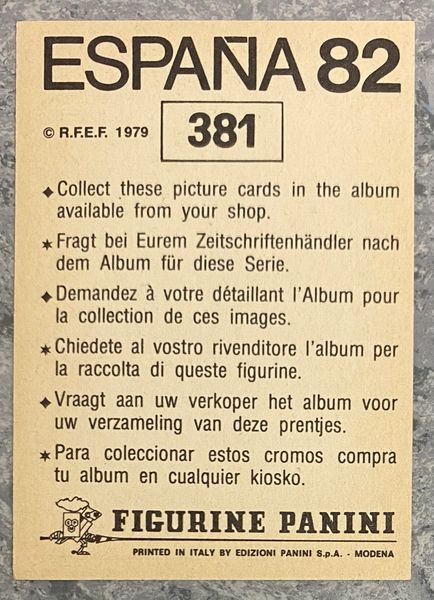 ESPAÑA 82
© R.F.E.F. 1979
381
◆Collect these picture cards in the album
available from your shop.
★Fragt bei Eurem Zeitschriftenhändler nach
dem Album für diese Serie.
◆Demandez à votre détaillant l'Album pour
la collection de ces images.
★Chiedete al vostro rivenditore l'album per
la raccolta di queste figurine.
◆Vraagt aan uw verkoper het album voor
uw verzameling van deze prentjes.
★Para coleccionar estos cromos compra
tu album en cualquier kiosko.
FIGURINE PANINI
PRINTED IN ITALY BY EDIZIONI PANINI S.p.A. - MODENA